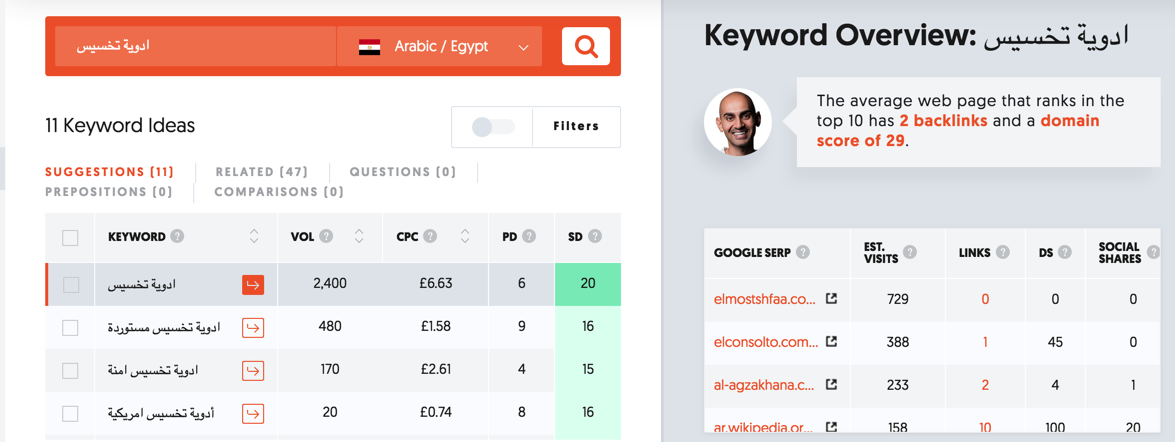 ادوية تخسيس
Arabic / Egypt
11 Keyword Ideas
Filters
SUGGESTIONS (11)
RELATED (47)
QUESTIONS (0)
PREPOSITIONS (0)
COMPARISONS (0)
KEYWORD ?
VOL ?
CPC ?
PD ?
SD ?
ادوية تخسيس
2,400
£6.63
6
20
ادوية تخسيس مستوردة
480
£1.58
9
16
ادوية تخسيس امنة
170
£2.61
4
15
أدوية تخسيس امريكية
20
£0.74
8
16
Keyword Overview: ادوية تخسيس
The average web page that ranks in the
top 10 has 2 backlinks and a domain
score of 29.
GOOGLE SERP ?
EST.
VISITS ?
LINKS ?
DS ?
SOCIAL
SHARES ?
elmostshfaa.co...
729
0
0
0
elconsolto.com...
388
1
45
0
al-agzakhana.c...
233
2
4
1
ar.wikipedia.or...
158
10
100
20